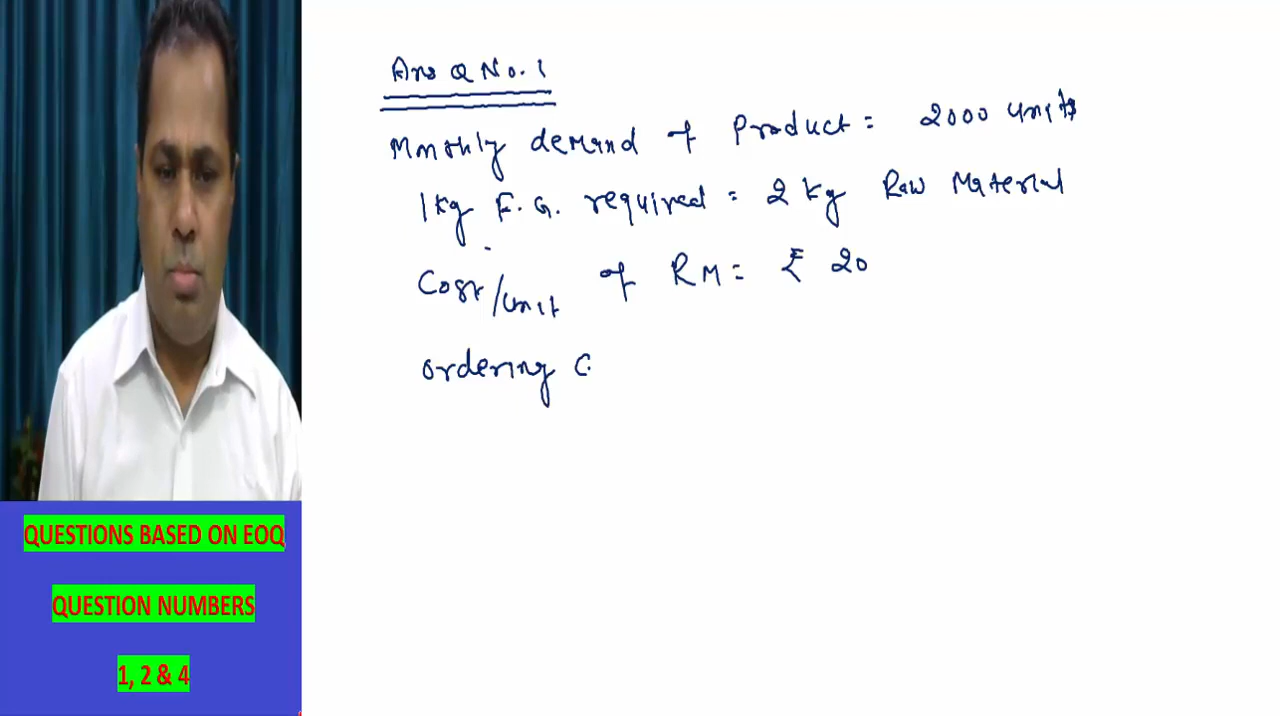 Ans Q No. 1
Monthly demand of Product = 2000 units
1kg F.G. required = 2 kg Raw Material
Cost/unit of RM = ₹ 20
ordering C
QUESTIONS BASED ON EOQ
QUESTION NUMBERS
1, 2 & 4